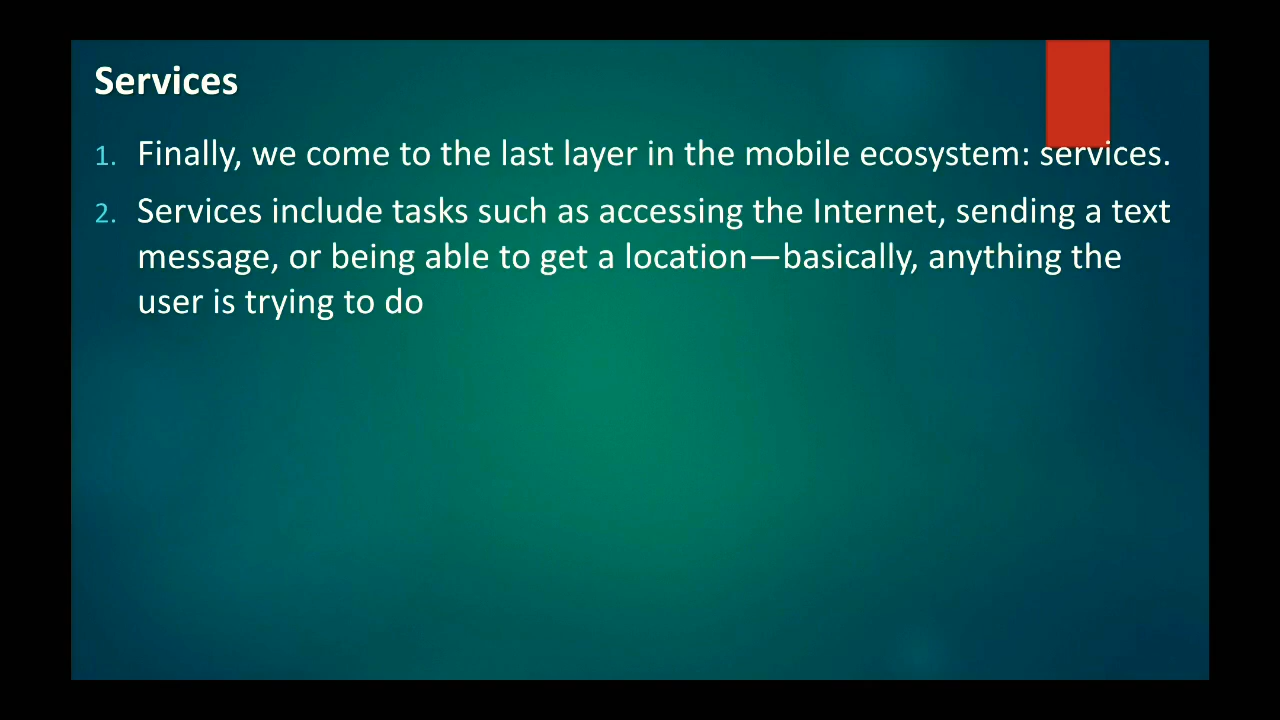 Services
1. Finally, we come to the last layer in the mobile ecosystem: services.
2. Services include tasks such as accessing the Internet, sending a text
message, or being able to get a location—basically, anything the
user is trying to do